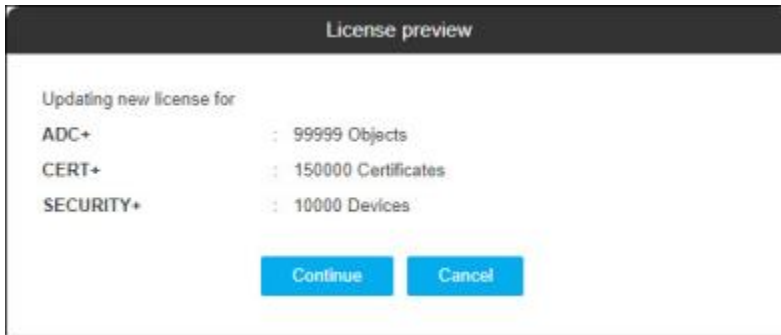 License preview
Updating new license for
ADC+ : 99999 Objects
CERT+ : 150000 Certificates
SECURITY+ : 10000 Devices
Continue Cancel